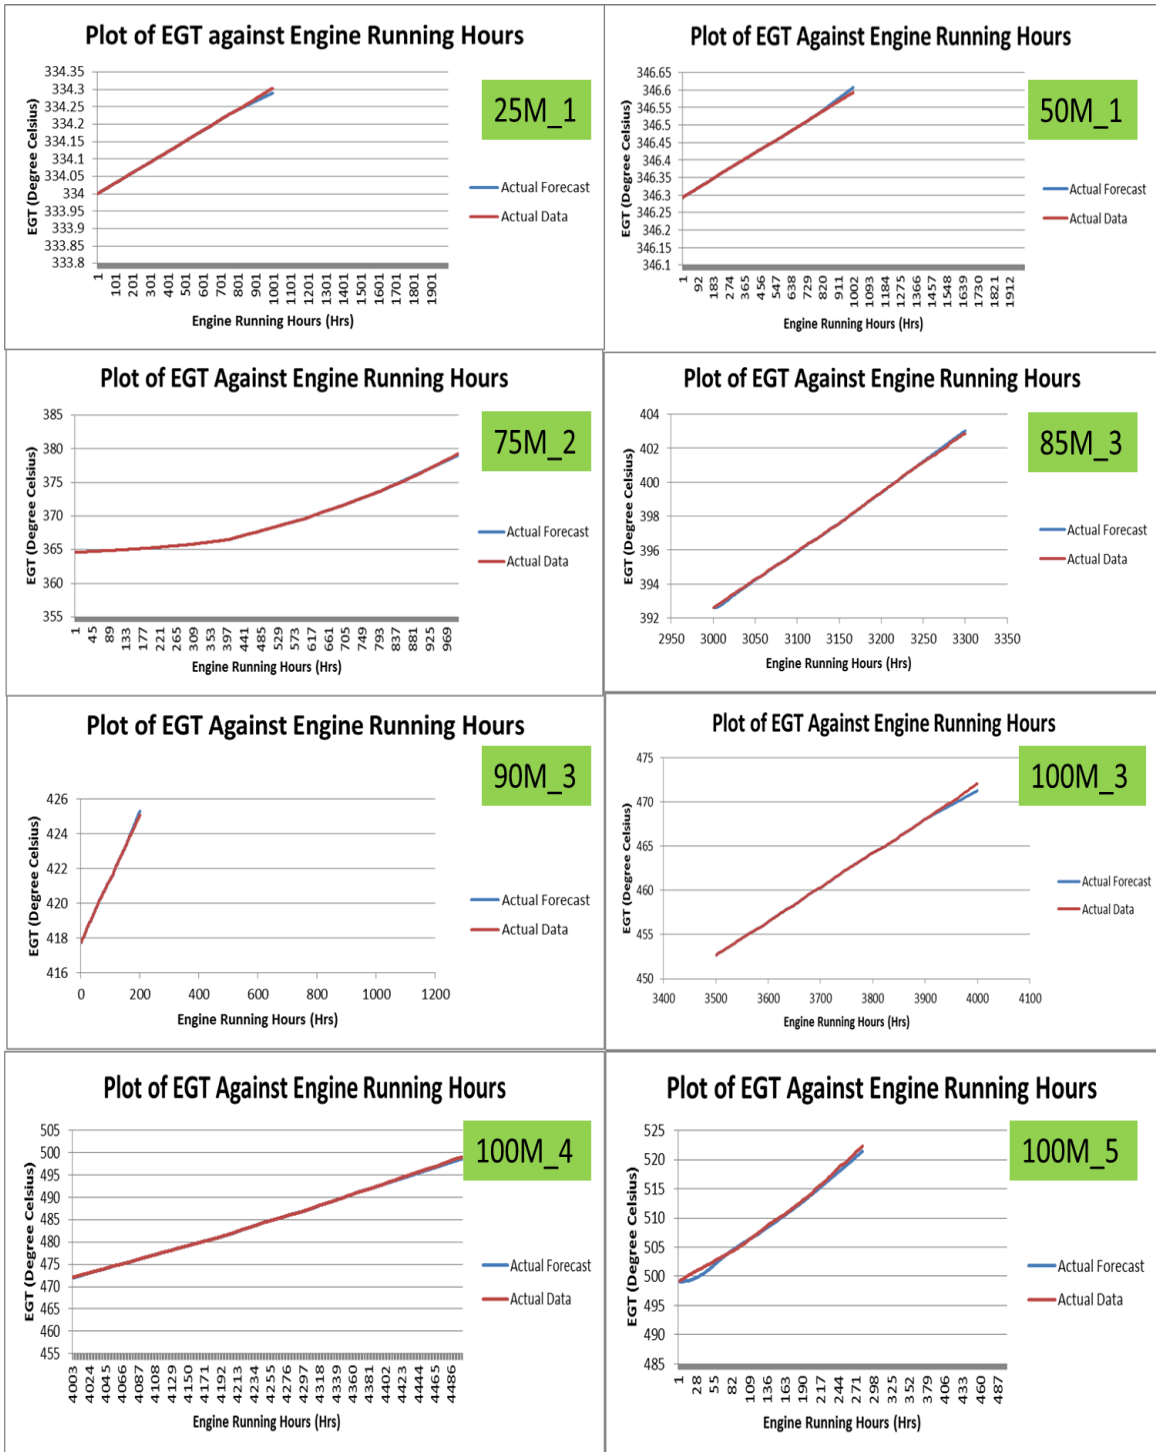 Plot of EGT against Engine Running Hours
25M_1
EGT (Degree Celsius)
334.35
334.3
334.25
334.2
334.15
334.1
334.05
334
333.95
333.9
333.85
333.8
1 101 201 301 401 501 601 701 801 901 1001 1101 1201 1301 1401 1501 1601 1701 1801 1901
Engine Running Hours (Hrs)
Actual Forecast
Actual Data
Plot of EGT Against Engine Running Hours
50M_1
EGT (Degree Celsius)
346.65
346.6
346.55
346.5
346.45
346.4
346.35
346.3
346.25
346.2
346.15
346.1
1 92 183 274 365 456 547 638 729 820 911 1002 1093 1184 1275 1366 1457 1548 1639 1730 1821 1912
Engine Running Hours (Hrs)
Actual Forecast
Actual Data
Plot of EGT Against Engine Running Hours
75M_2
EGT (Degree Celsius)
385
380
375
370
365
360
355
1 45 89 133 177 221 265 309 353 397 441 485 529 573 617 661 705 749 793 837 881 925 969
Engine Running Hours (Hrs)
Actual Forecast
Actual Data
Plot of EGT Against Engine Running Hours
85M_3
EGT (Degree Celsius)
404
402
400
398
396
394
392
2950 3000 3050 3100 3150 3200 3250 3300 3350
Engine Running Hours (Hrs)
Actual Forecast
Actual Data
Plot of EGT Against Engine Running Hours
90M_3
EGT (Degree Celsius)
426
424
422
420
418
416
0 200 400 600 800 1000 1200
Engine Running Hours (Hrs)
Actual Forecast
Actual Data
Plot of EGT Against Engine Running Hours
100M_3
EGT (Degree Celsius)
475
470
465
460
455
450
3400 3500 3600 3700 3800 3900 4000 4100
Engine Running Hours (Hrs)
Actual Forecast
Actual Data
Plot of EGT Against Engine Running Hours
100M_4
EGT (Degree Celsius)
505
500
495
490
485
480
475
470
465
460
455
4003 4024 4045 4066 4087 4108 4129 4150 4171 4192 4213 4234 4255 4276 4297 4318 4339 4360 4381 4402 4423 4444 4465 4486
Engine Running Hours (Hrs)
Actual Forecast
Actual Data
Plot of EGT Against Engine Running Hours
100M_5
EGT (Degree Celsius)
525
520
515
510
505
500
495
490
485
1 28 55 82 109 136 163 190 217 244 271 298 325 352 379 406 433 460 487
Engine Running Hours (Hrs)
Actual Forecast
Actual Data